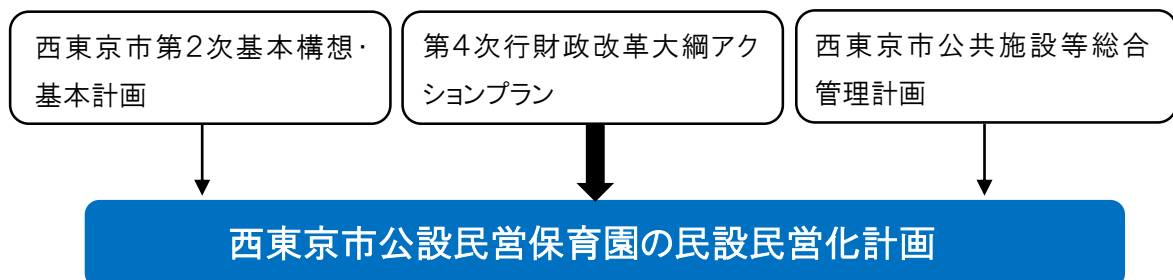 西東京市第2次基本構想・
基本計画
第4次行財政改革大綱アク
ションプラン
西東京市公共施設等総合
管理計画
西東京市公設民営保育園の民設民営化計画